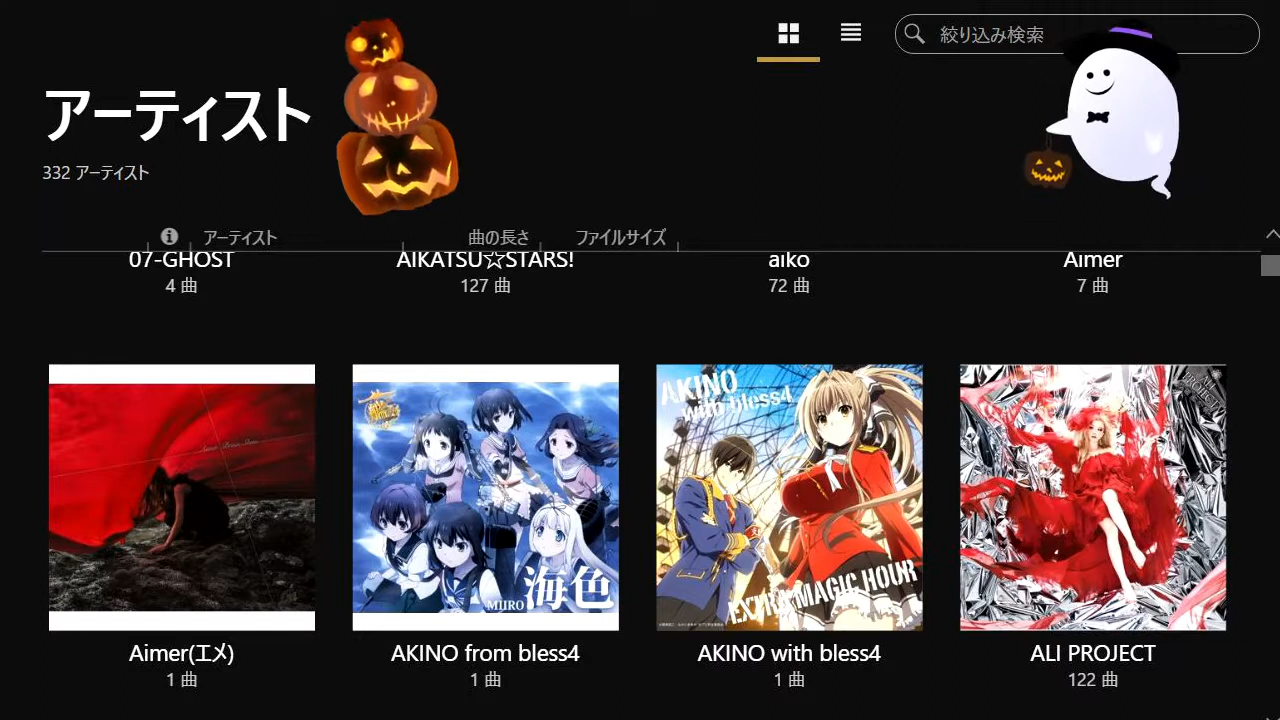 絞り込み検索
アーティスト
332 アーティスト
アーティスト 曲の長さ ファイルサイズ
07-GHOST AIKATSU☆STARS! aiko Aimer
4 曲 127 曲 72 曲 7 曲
AKINO
with bless4
MIIRO 海色
EXTRA MAGIC HOUR
ALI PROJECT
Aimer(エメ) AKINO from bless4 AKINO with bless4 ALI PROJECT
1 曲 1 曲 1 曲 122 曲